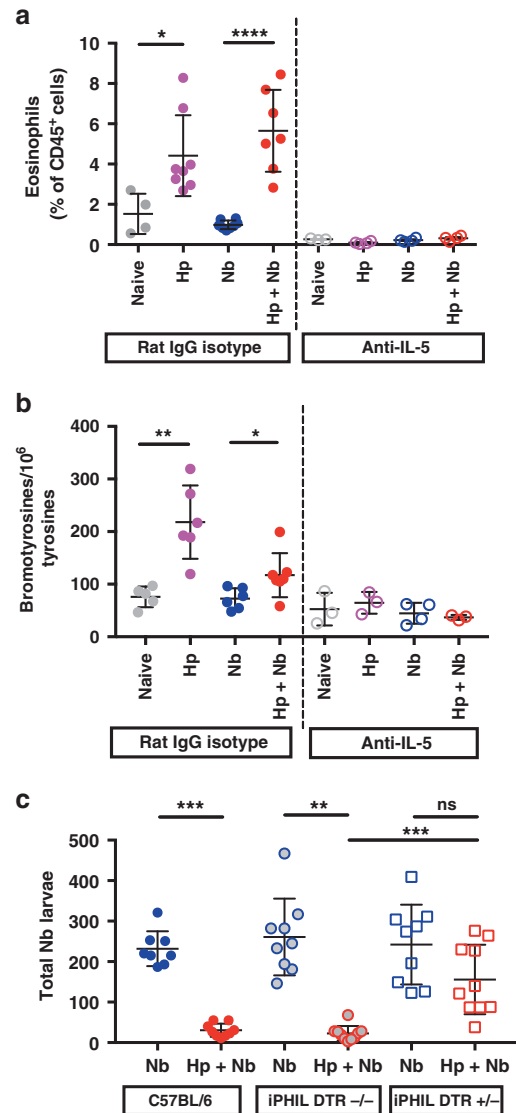 a
* ****
10
8
6
4
2
0
Eosinophils
(% of CD45+ cells)
Naive Hp Nb Hp + Nb Naive Hp Nb Hp + Nb
Rat IgG isotype Anti-IL-5
b
400
** *
300
200
100
0
Bromotyrosines/10⁶
tyrosines
Naive Hp Nb Hp + Nb Naive Hp Nb Hp + Nb
Rat IgG isotype Anti-IL-5
c
ns
*** ** ***
500
400
300
200
100
0
Total Nb larvae
Nb Hp + Nb Nb Hp + Nb Nb Hp + Nb
C57BL/6 iPHIL DTR –/– iPHIL DTR +/–